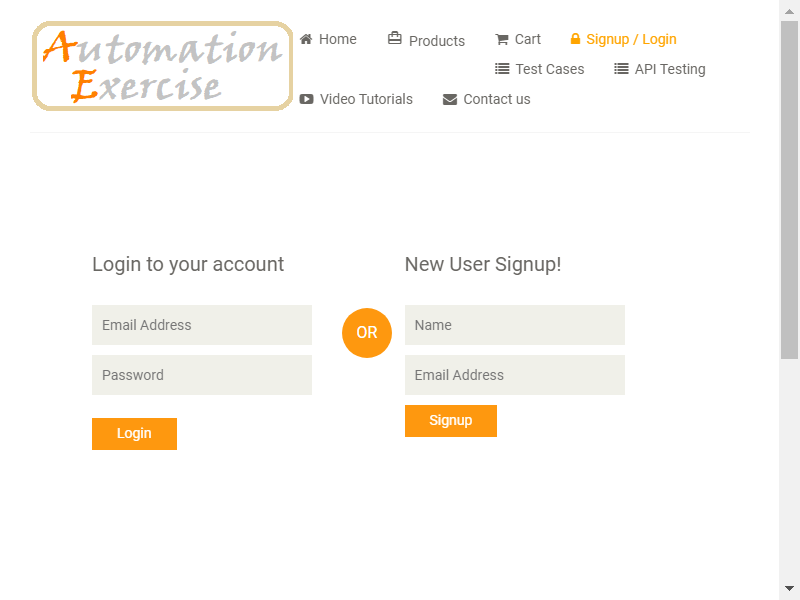 Automation
Exercise
Home
Products
Cart
Signup / Login
Test Cases
API Testing
Video Tutorials
Contact us
Login to your account
Email Address
Password
Login
OR
New User Signup!
Name
Email Address
Signup